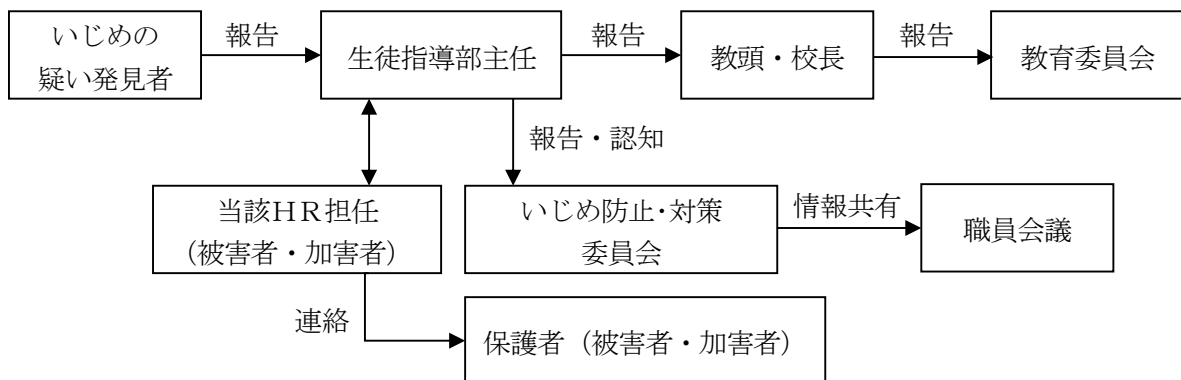 いじめの
疑い発見者
報告
生徒指導部主任
報告
教頭・校長
報告
教育委員会
報告・認知
当該ＨＲ担任
（被害者・加害者）
いじめ防止・対策
委員会
情報共有
職員会議
連絡
保護者（被害者・加害者）